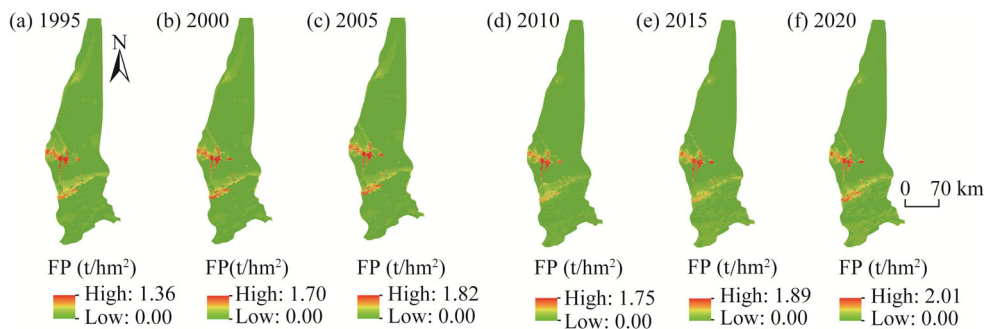 (a) 1995 (b) 2000 (c) 2005 (d) 2010 (e) 2015 (f) 2020
N
0 70 km
FP (t/hm²) FP(t/hm²) FP (t/hm²) FP (t/hm²) FP (t/hm²) FP (t/hm²)
High: 1.36 High: 1.70 High: 1.82 High: 1.75 High: 1.89 High: 2.01
Low: 0.00 Low: 0.00 Low: 0.00 Low: 0.00 Low: 0.00 Low: 0.00